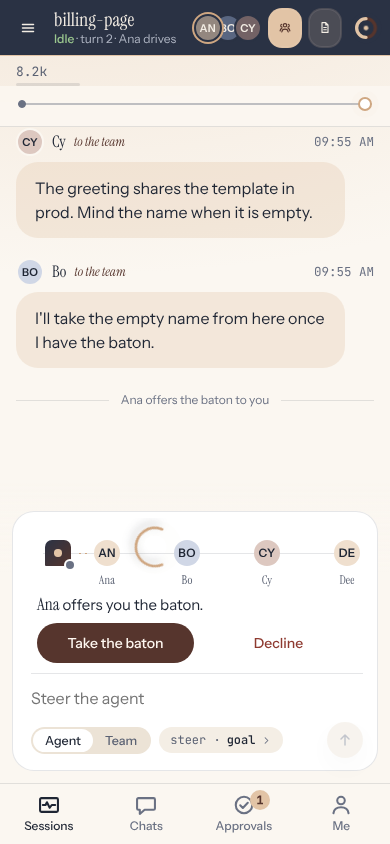 billing-page
Idle · turn 2 · Ana drives
AN BO CY
8.2k
CY Cy to the team 09:55 AM
The greeting shares the template in
prod. Mind the name when it is empty.
BO Bo to the team 09:55 AM
I'll take the empty name from here once
I have the baton.
Ana offers the baton to you
AN BO CY DE
Ana Bo Cy Dee
Ana offers you the baton.
Take the baton Decline
Steer the agent
Agent Team steer · goal
1
Sessions Chats Approvals Me